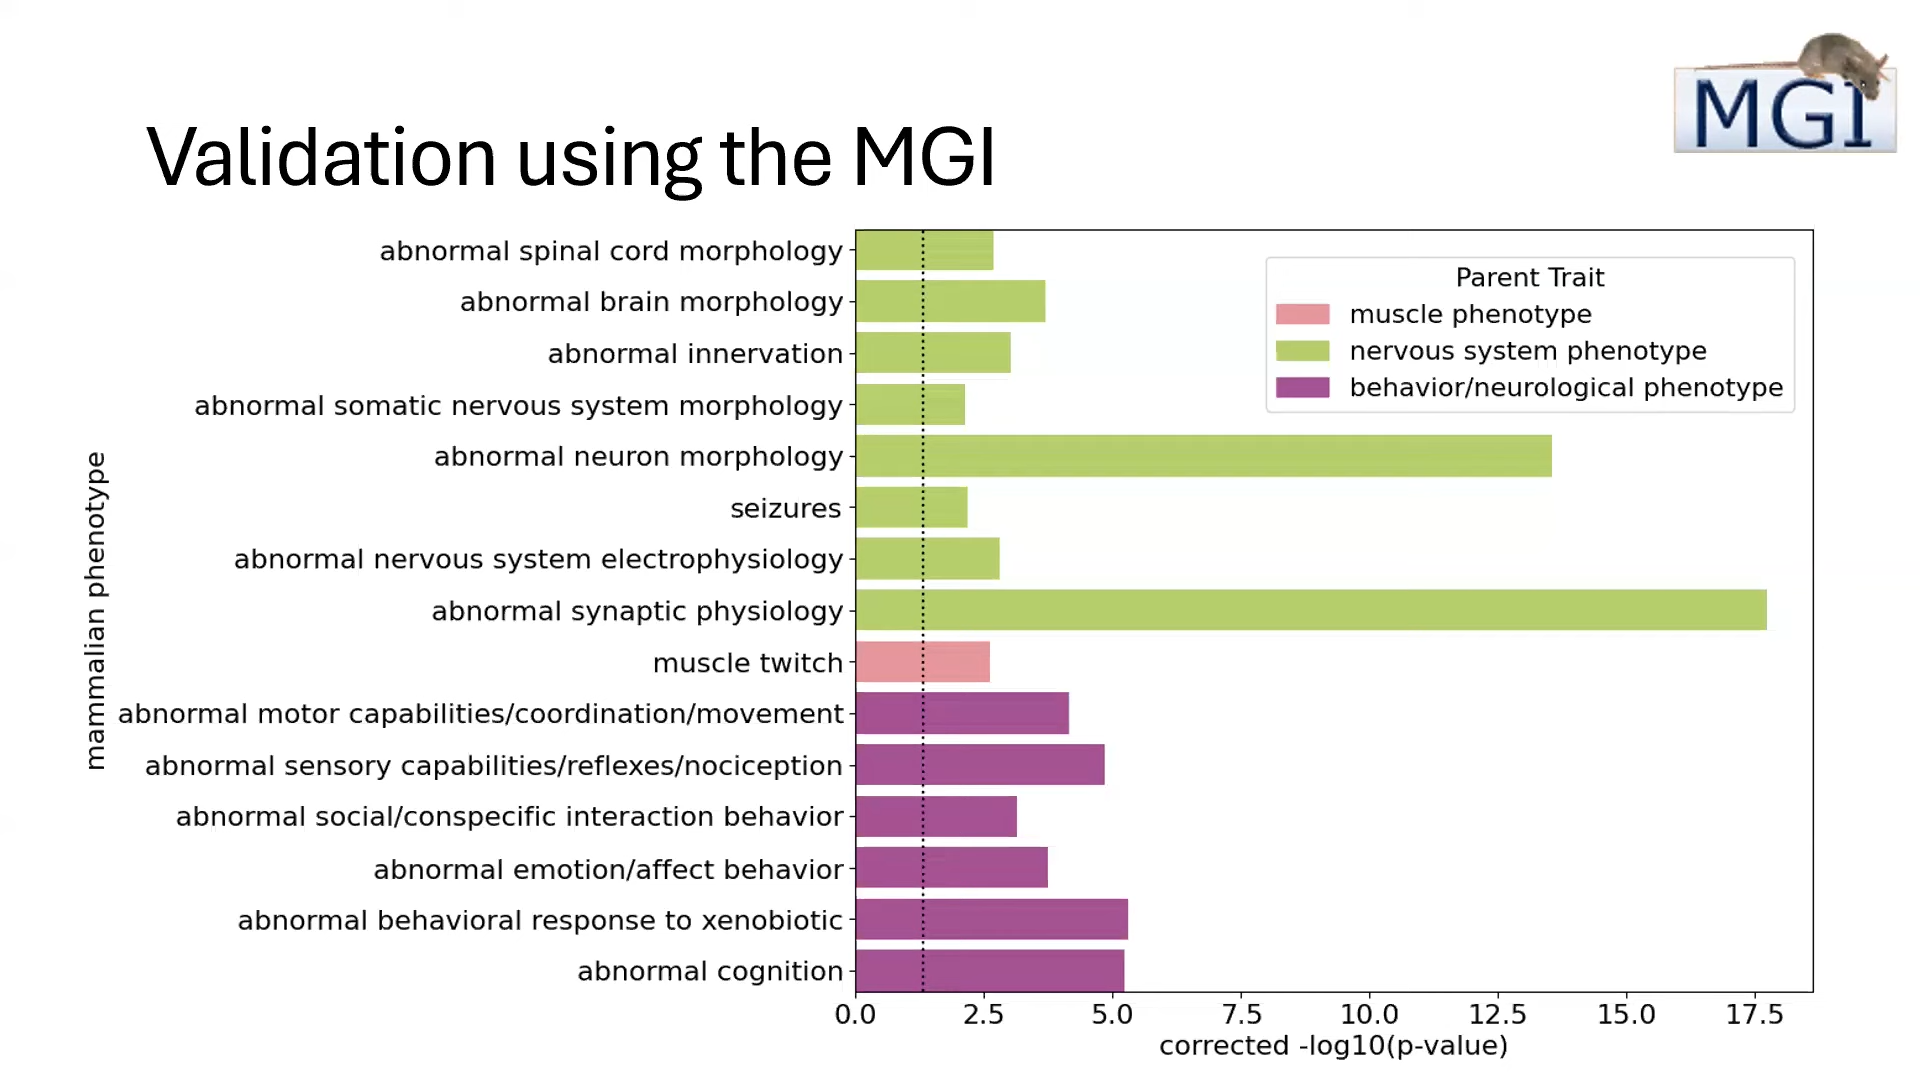 MGI
Validation using the MGI
mammalian phenotype
abnormal spinal cord morphology
abnormal brain morphology
abnormal innervation
abnormal somatic nervous system morphology
abnormal neuron morphology
seizures
abnormal nervous system electrophysiology
abnormal synaptic physiology
muscle twitch
abnormal motor capabilities/coordination/movement
abnormal sensory capabilities/reflexes/nociception
abnormal social/conspecific interaction behavior
abnormal emotion/affect behavior
abnormal behavioral response to xenobiotic
abnormal cognition
Parent Trait
muscle phenotype
nervous system phenotype
behavior/neurological phenotype
0.0 2.5 5.0 7.5 10.0 12.5 15.0 17.5
corrected -log10(p-value)